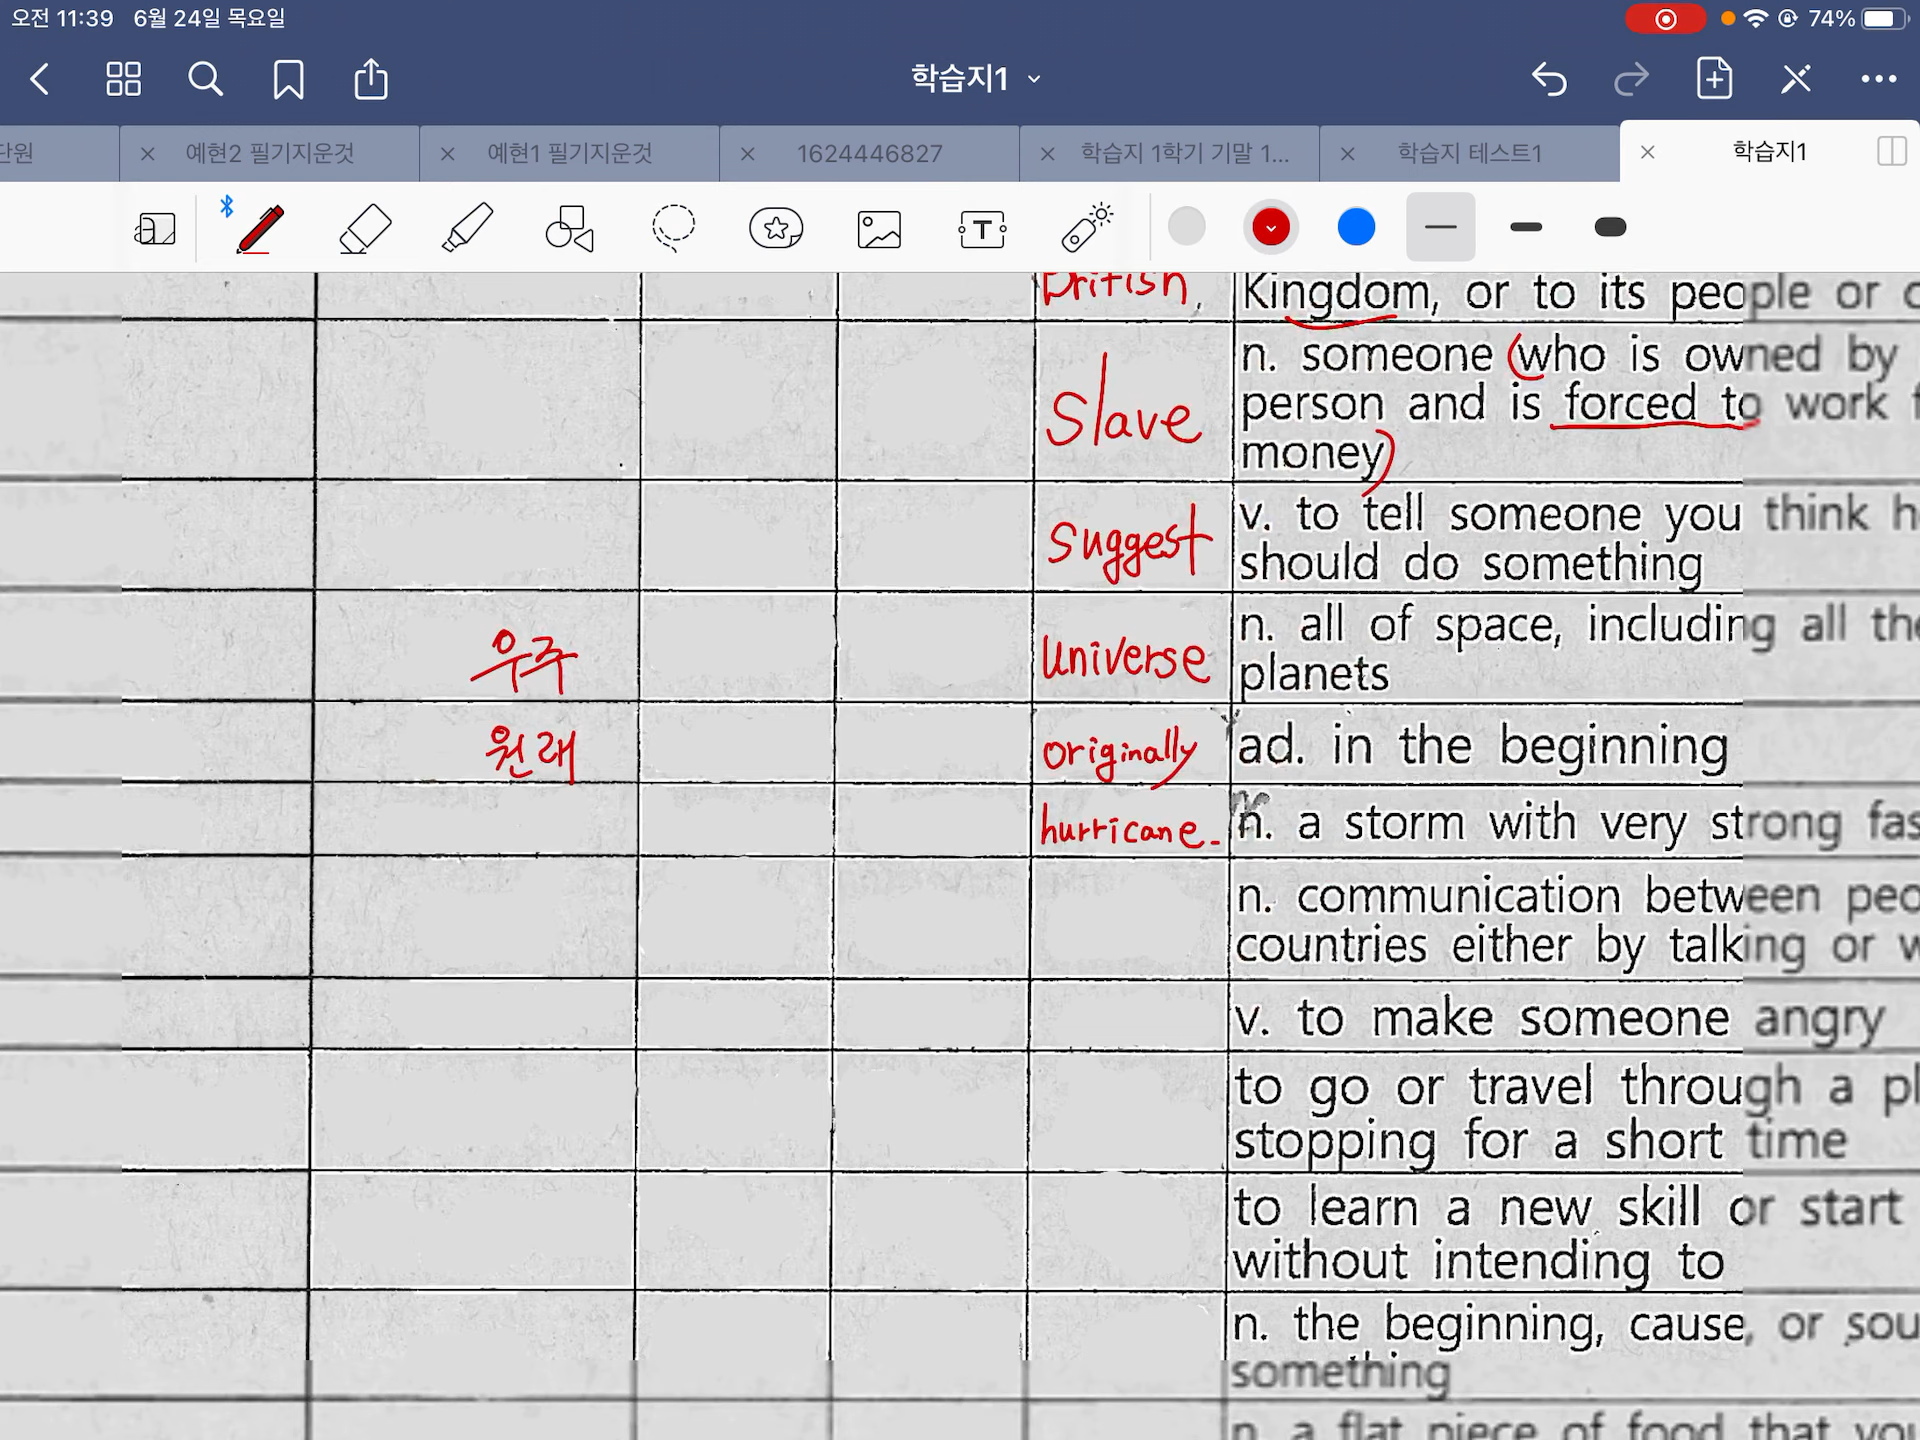 오전 11:39 6월 24일 목요일
74%
학습지1
단원
예현2 필기지운것
예현1 필기지운것
1624446827
학습지 1학기 기말 1...
학습지 테스트1
학습지1
British,
Kingdom, or to its people or
Slave
n. someone (who is owned by
person and is forced to work
money)
suggest
v. to tell someone you think
should do something
우주
universe
n. all of space, including all
planets
원래
originally
ad. in the beginning
hurricane
n. a storm with very strong
n. communication between
countries either by talking or
v. to make someone angry
to go or travel through a
stopping for a short time
to learn a new skill or start
without intending to
n. the beginning, cause, or
something
n. a flat piece of food that